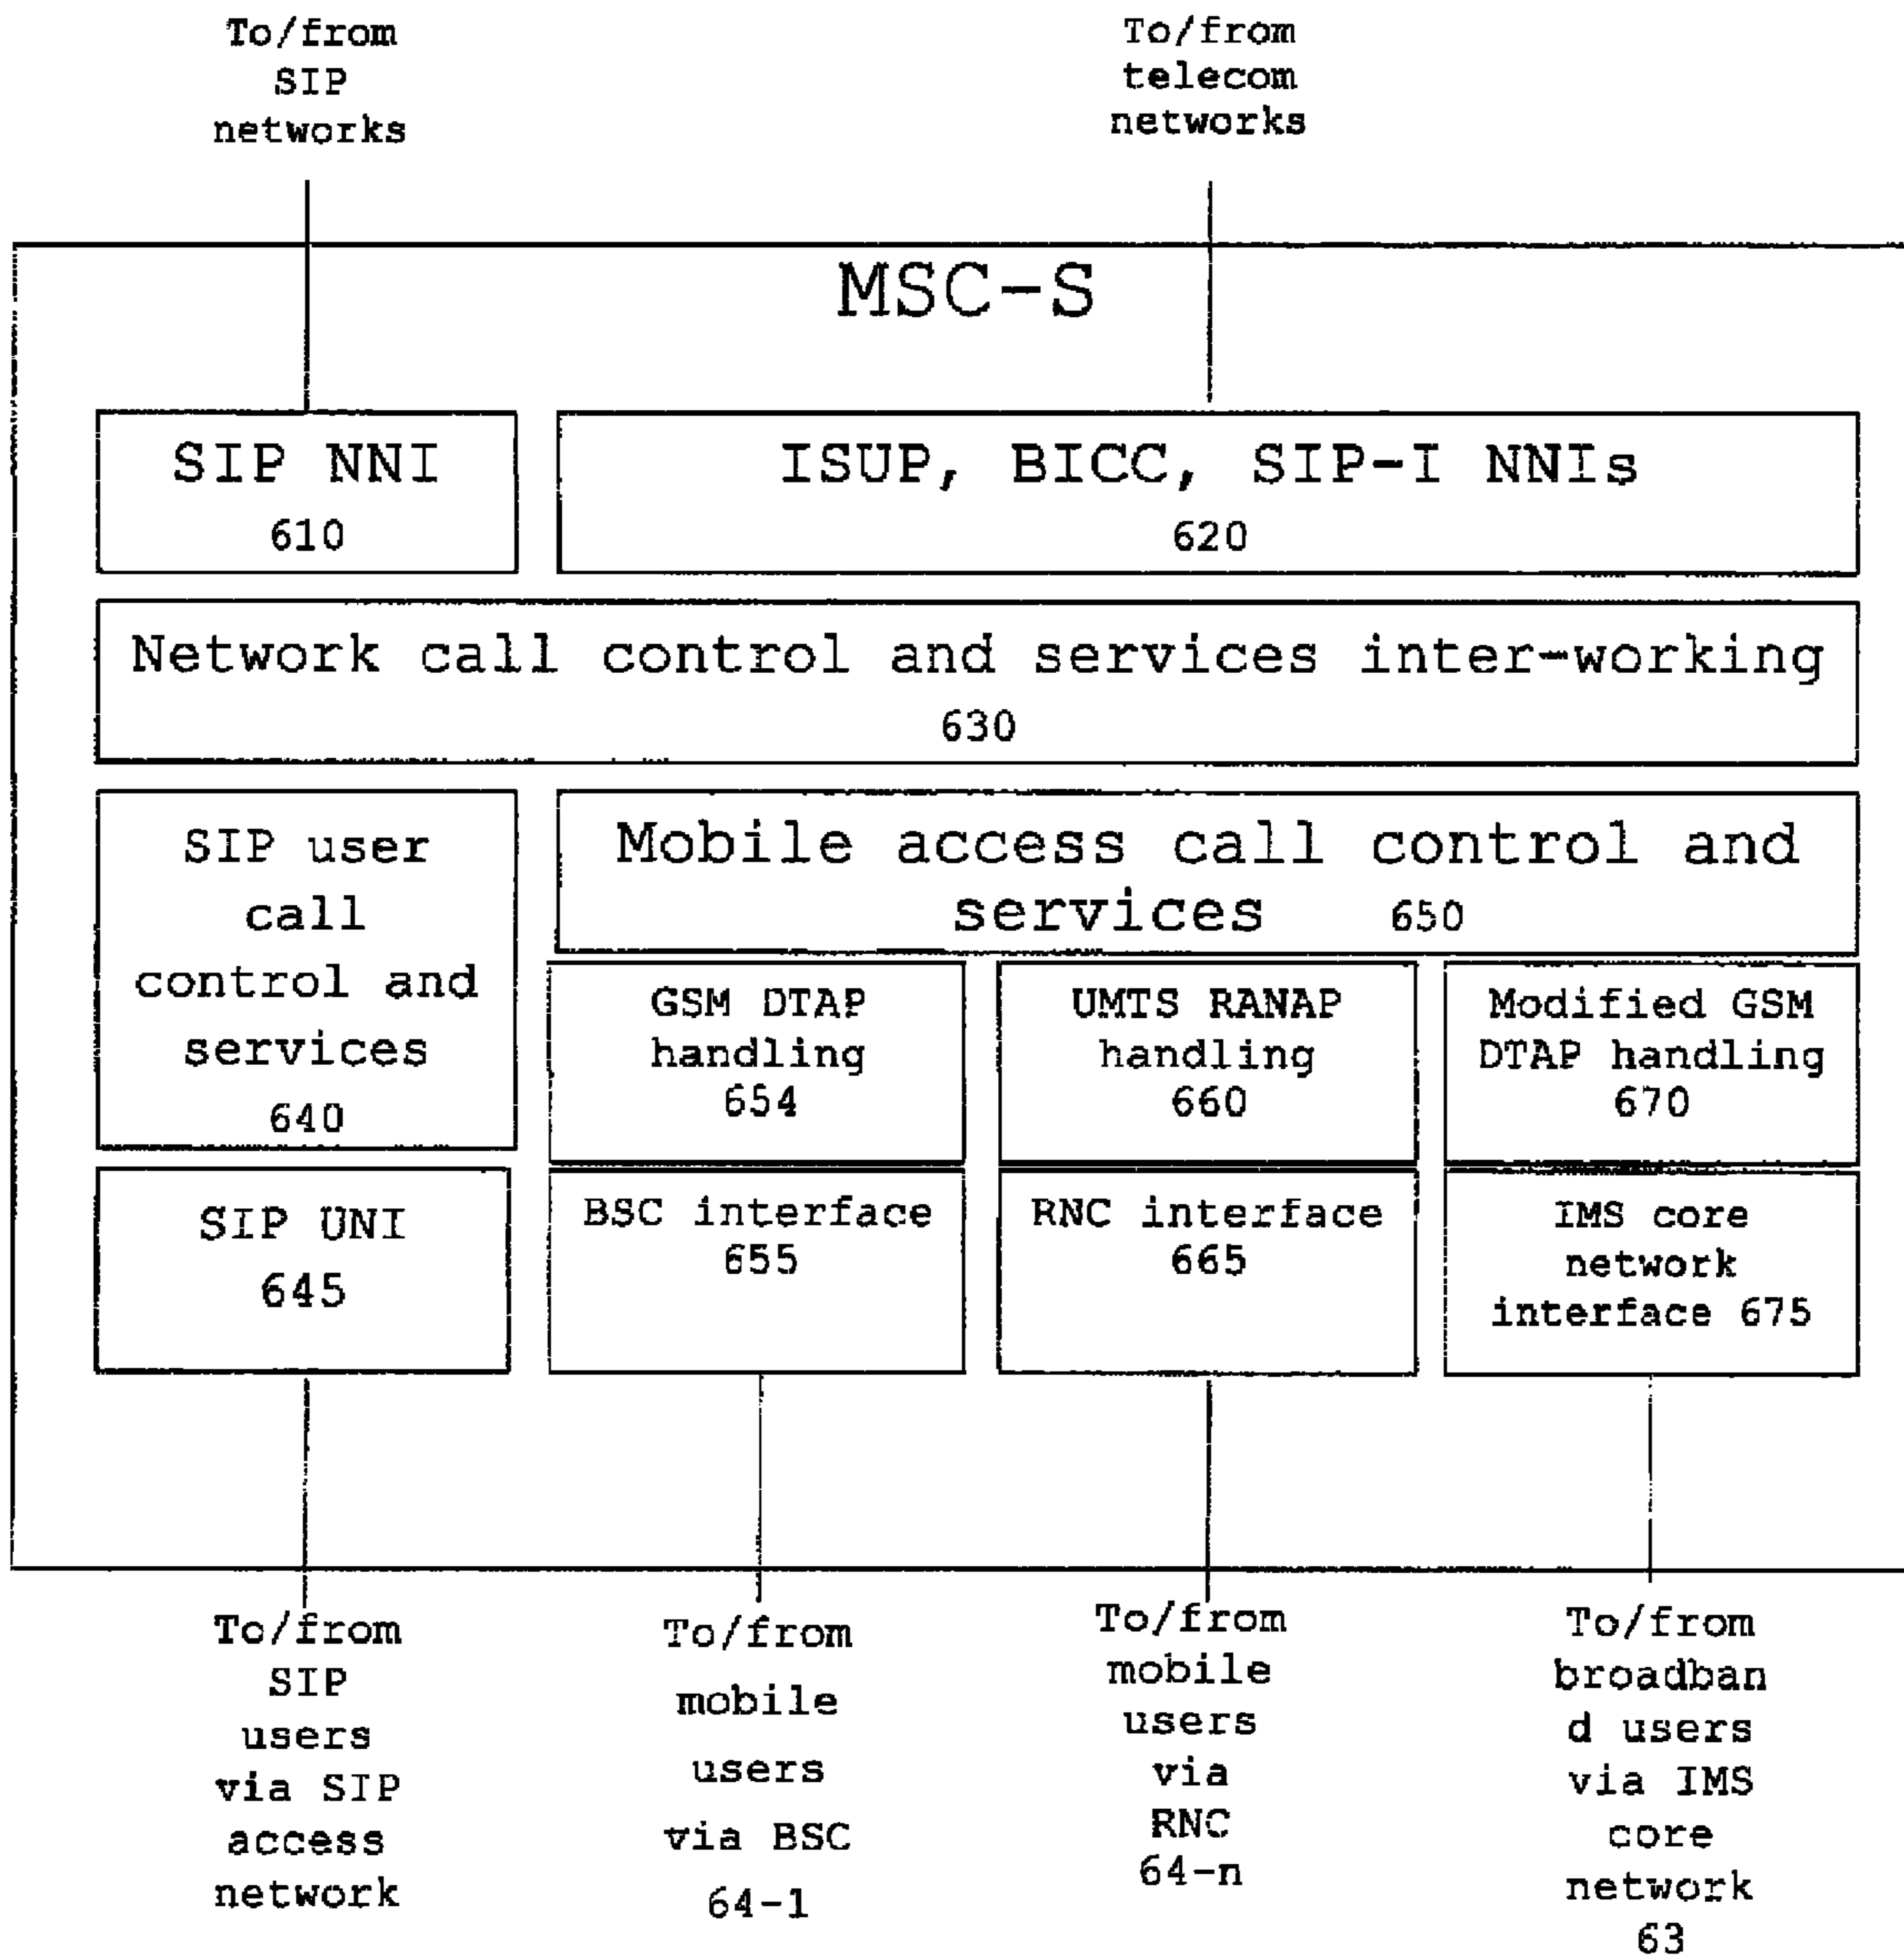 To/from
SIP
networks
To/from
telecom
networks
MSC-S
SIP NNI
610
ISUP, BICC, SIP-I NNIs
620
Network call control and services inter-working
630
SIP user
call
control and
services
640
Mobile access call control and
services 650
GSM DTAP
handling
654
UMTS RANAP
handling
660
Modified GSM
DTAP handling
670
SIP UNI
645
BSC interface
655
RNC interface
665
IMS core
network
interface 675
To/from
SIP
users
via SIP
access
network
To/from
mobile
users
via BSC
64-1
To/from
mobile
users
via
RNC
64-n
To/from
broadban
d users
via IMS
core
network
63